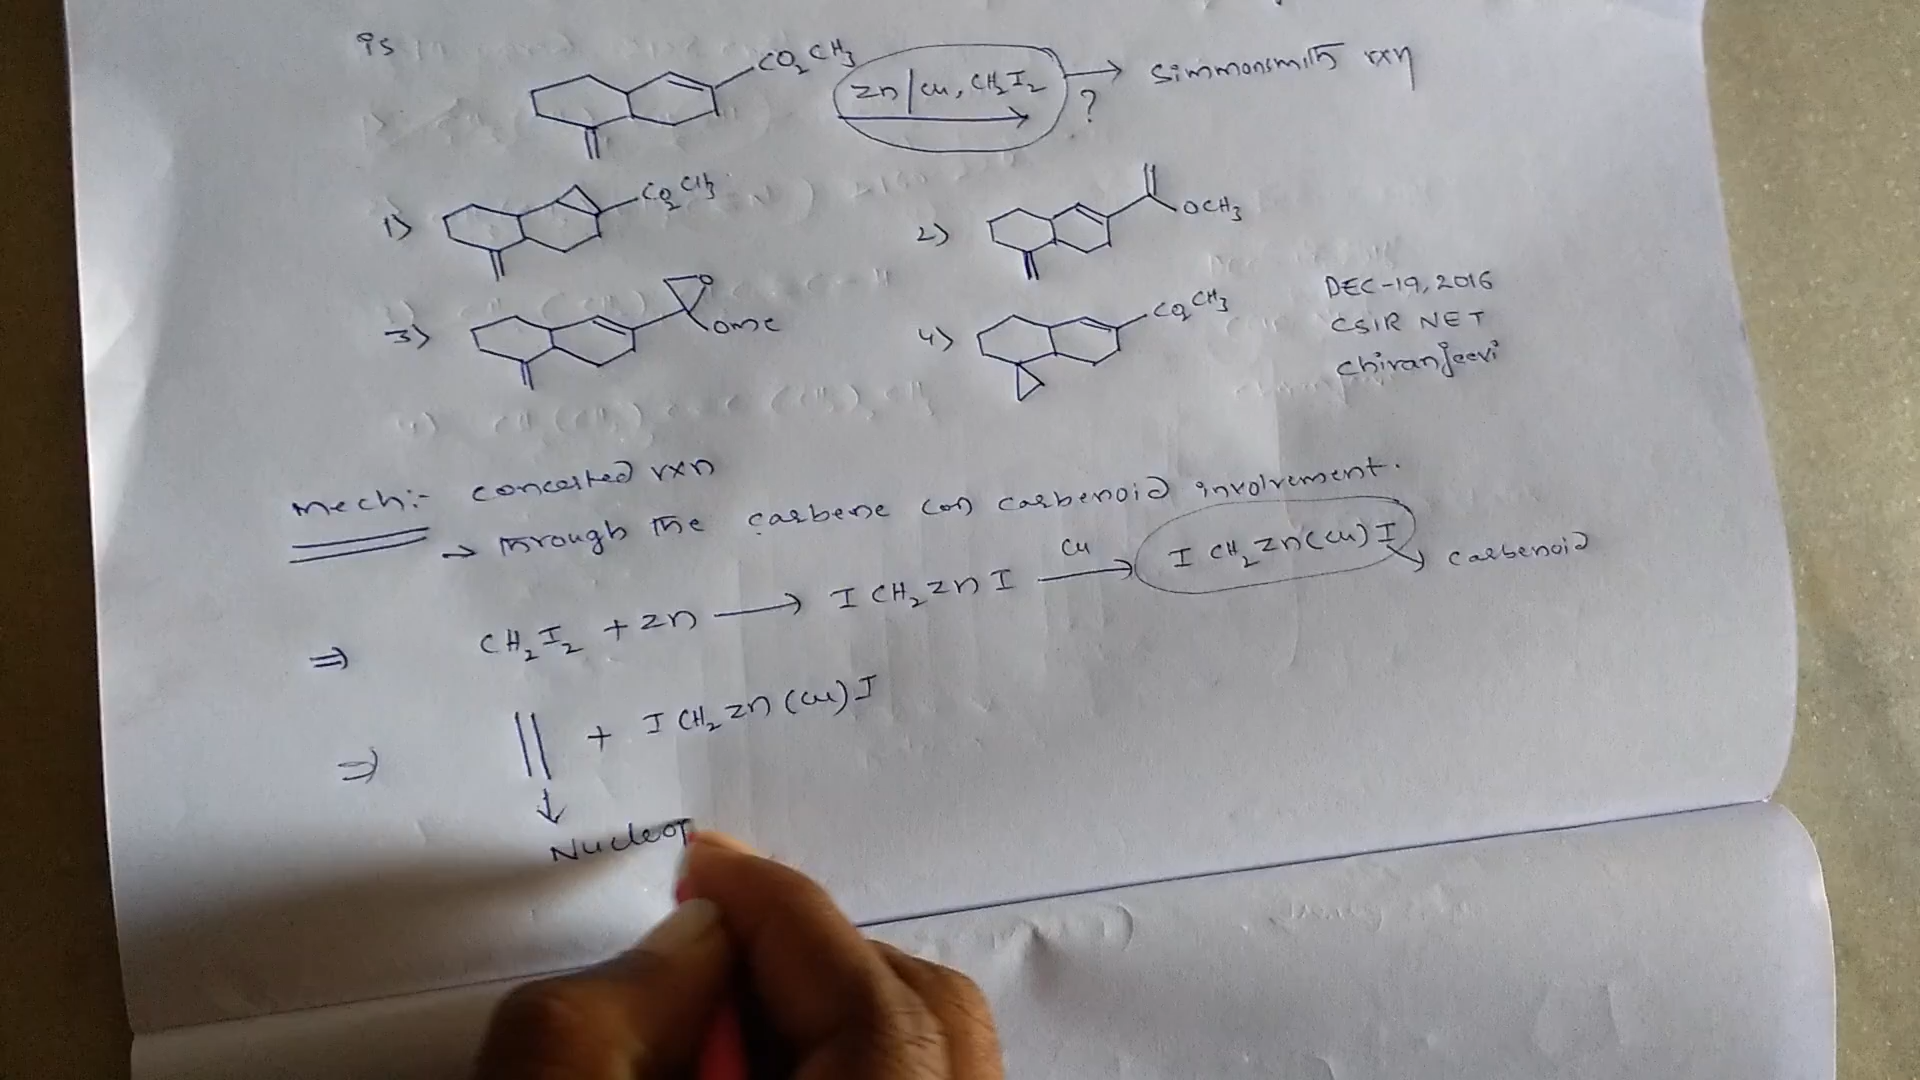 is
CO₂CH₃
Zn/Cu, CH₂I₂
?
Simmonsmith rxn
1) CO₂CH₃
2) OCH₃
3) O
OMe
4) CO₂CH₃
DEC-19, 2016
CSIR NET
Chiranjeevi
Mech:- concerted rxn
→ through the carbene (or) carbenoid involvement.
⇒ CH₂I₂ + Zn ⟶ ICH₂ZnI ⟶ Cu ICH₂Zn(Cu)I → carbenoid
⇒ || + ICH₂Zn(Cu)I
↓
Nucleop